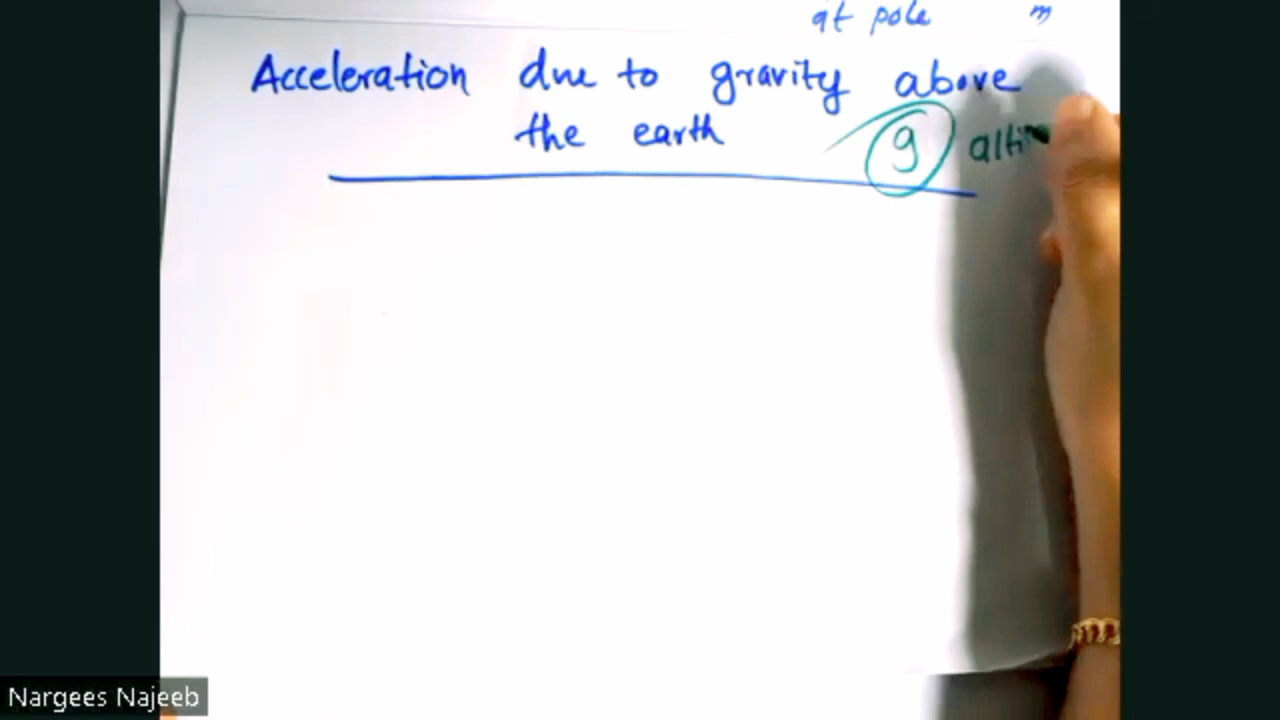 at pole m
Acceleration due to gravity above
the earth g
Nargees Najeeb